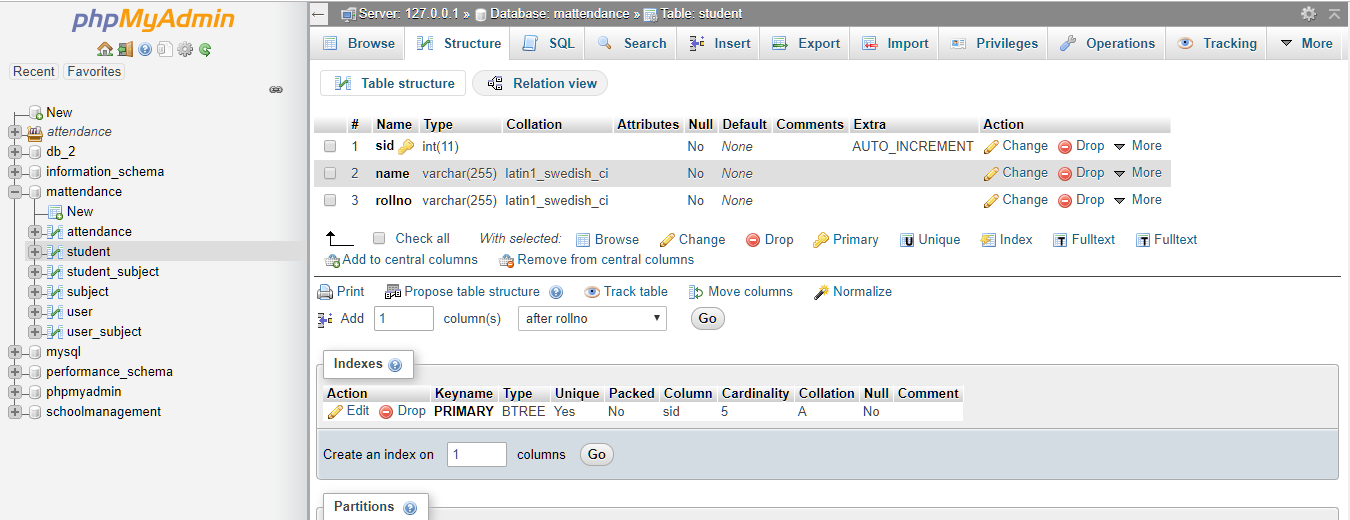 phpMyAdmin
Recent Favorites
New
attendance
db_2
information_schema
mattendance
New
attendance
student
student_subject
subject
user
user_subject
mysql
performance_schema
phpmyadmin
schoolmanagement
Server: 127.0.0.1 » Database: mattendance » Table: student
Browse Structure SQL Search Insert Export Import Privileges Operations Tracking More
Table structure Relation view
# Name Type Collation Attributes Null Default Comments Extra Action
1 sid int(11) No None AUTO_INCREMENT Change Drop More
2 name varchar(255) latin1_swedish_ci No None Change Drop More
3 rollno varchar(255) latin1_swedish_ci No None Change Drop More
Check all With selected: Browse Change Drop Primary Unique Index Fulltext Fulltext
Add to central columns Remove from central columns
Print Propose table structure Track table Move columns Normalize
Add 1 column(s) after rollno Go
Indexes
Action Keyname Type Unique Packed Column Cardinality Collation Null Comment
Edit Drop PRIMARY BTREE Yes No sid 5 A No
Create an index on 1 columns Go
Partitions